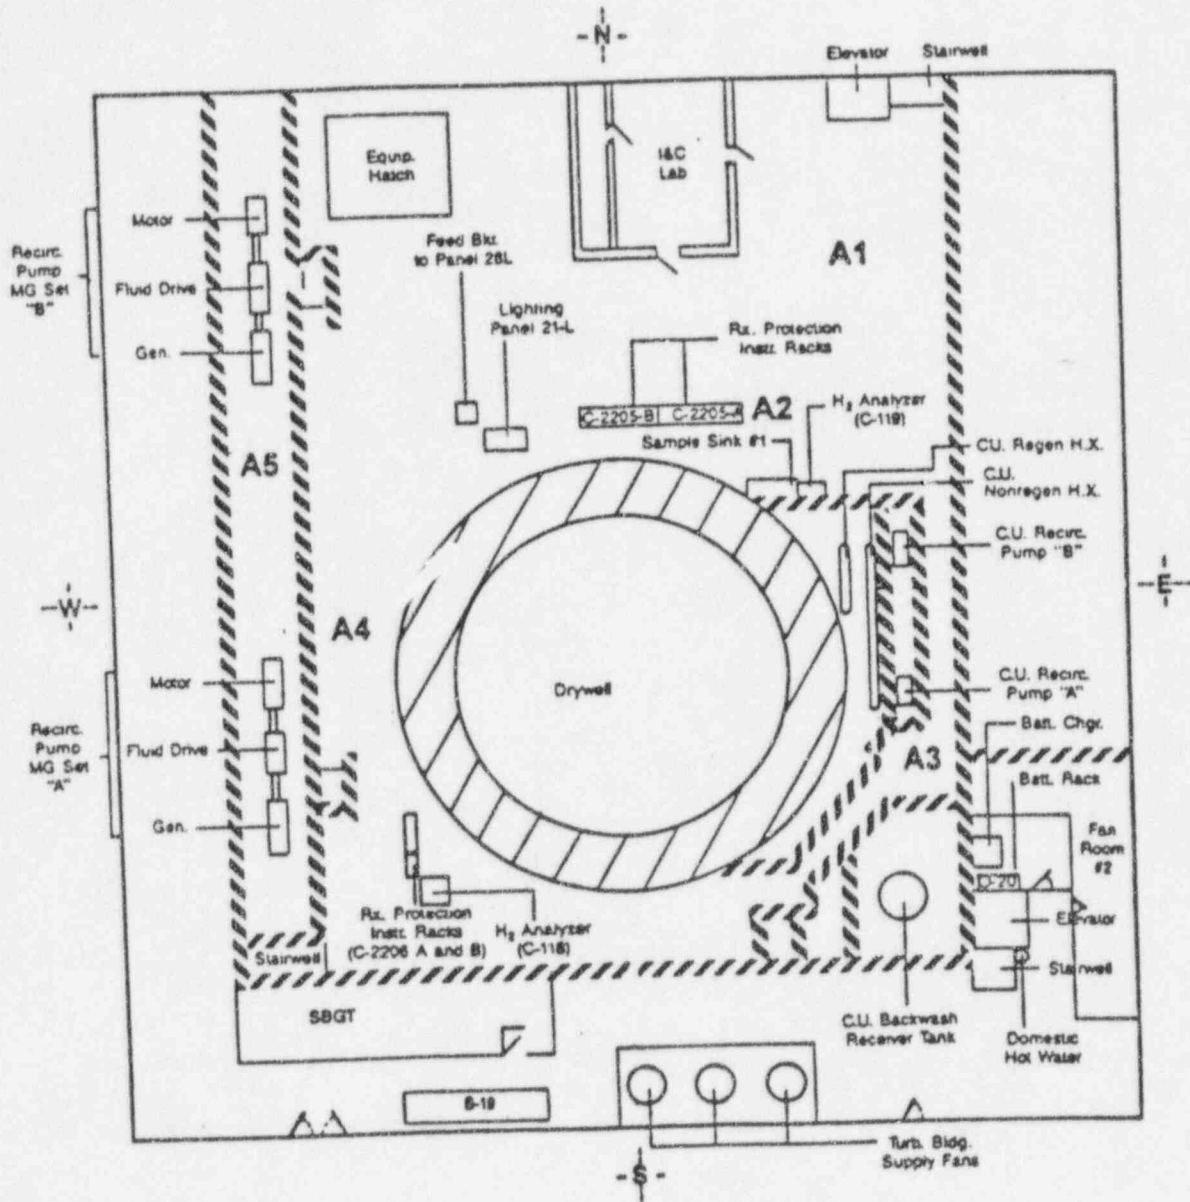 -N-
Elevator
Stairwell
Equip.
Hatch
I&C
Lab
Motor
Recirc.
Pump
MG Set
"B"
Fluid Drive
Gen.
Feed Bkr.
to Panel 28L
A1
Lighting
Panel 21-L
Rx. Protection
Instr. Racks
C-2205-B
C-2205-A
A2
H₂ Analyzer
(C-119)
Sample Sink #1
CU. Regen H.X.
C.U.
Nonregen H.X.
A5
C.U. Recirc.
Pump "B"
-W-
-E-
A4
Drywell
Motor
C.U. Recirc.
Pump "A"
Recirc.
Pump
MG Set
"A"
Fluid Drive
Batt. Chgr.
A3
Batt. Rack
Gen.
Fan
Room
#2
D-20
Rx. Protection
Instr. Racks
(C-2206 A and B)
H₂ Analyzer
(C-118)
Elevator
Stairwell
Stairwell
SBGT
C.U. Backwash
Receiver Tank
Domestic
Hot Water
B-19
Turb. Bldg.
Supply Fans
-S-